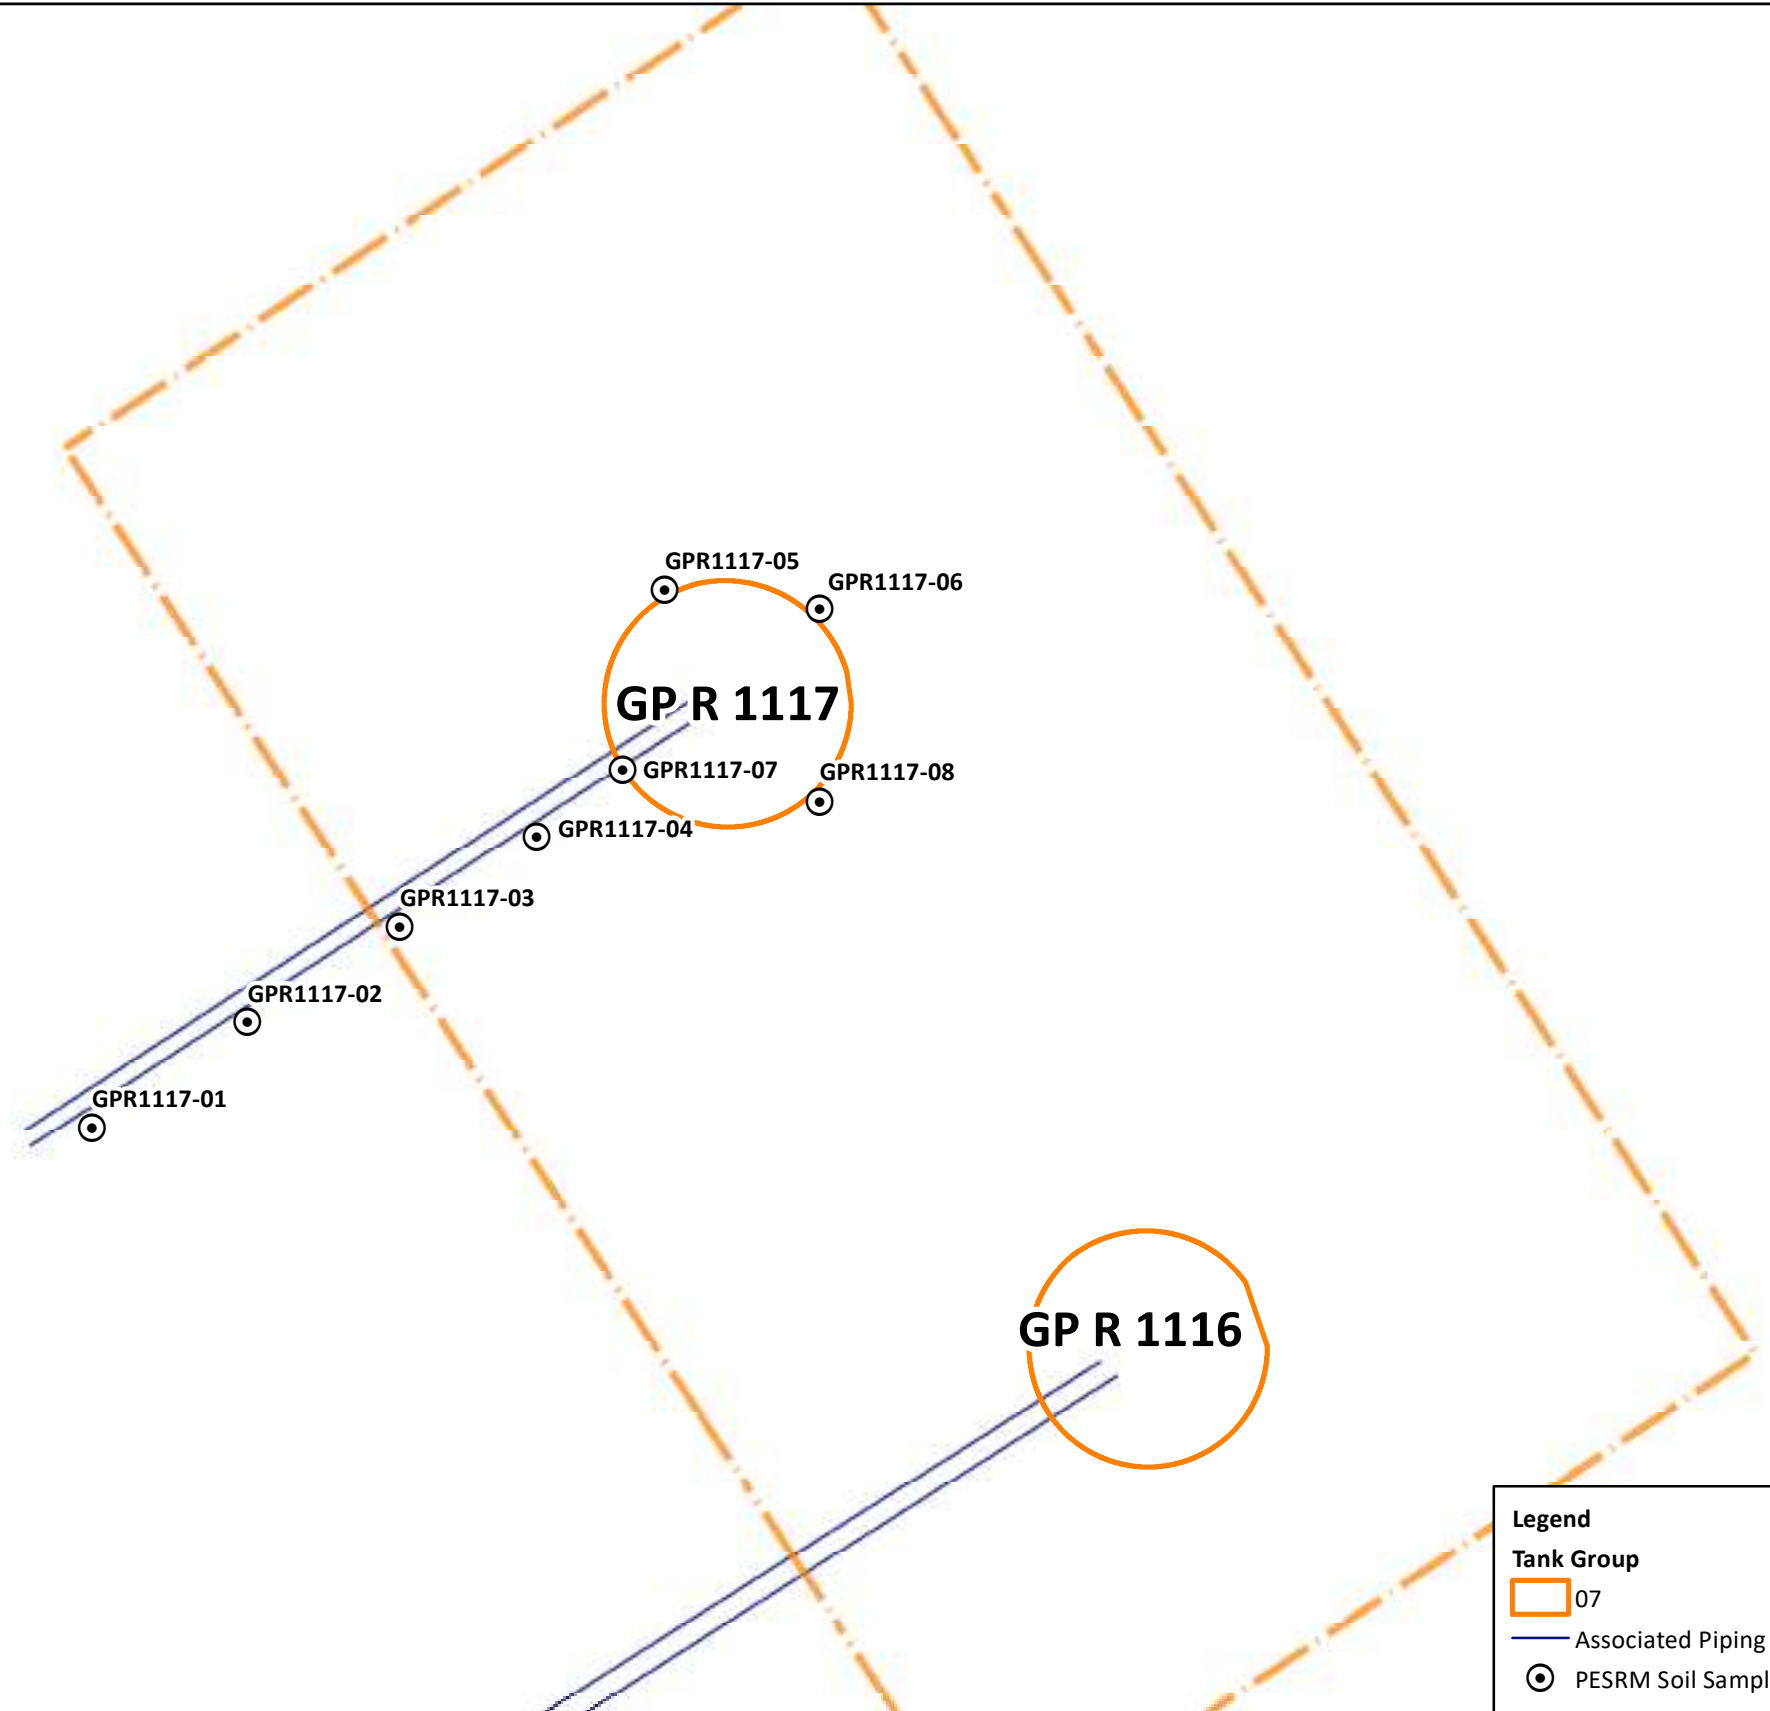 GPR1117-05
GPR1117-06
GP R 1117
GPR1117-07
GPR1117-08
GPR1117-04
GPR1117-03
GPR1117-02
GPR1117-01
GP R 1116
Legend
Tank Group
07
Associated Piping
PESRM Soil Sampl